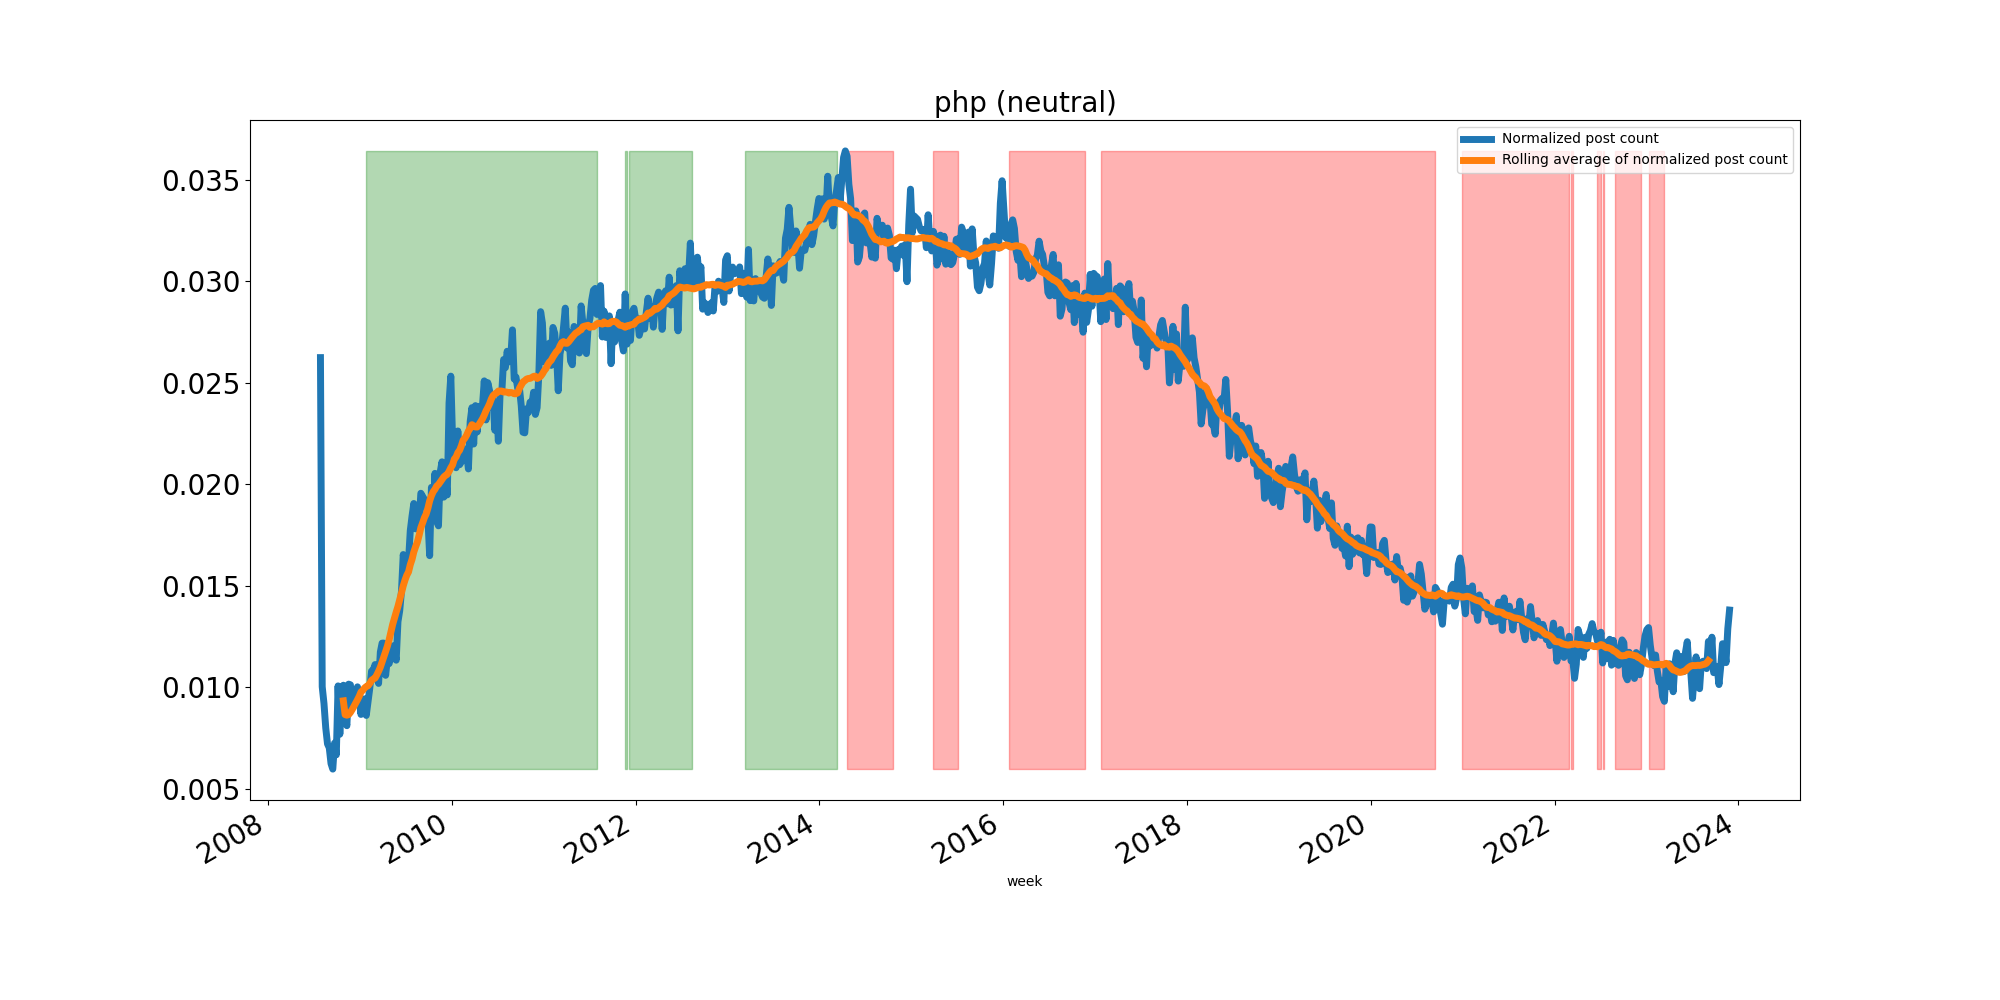 php (neutral)
Normalized post count
Rolling average of normalized post count
0.035
0.030
0.025
0.020
0.015
0.010
0.005
2008 2010 2012 2014 2016 2018 2020 2022 2024
week